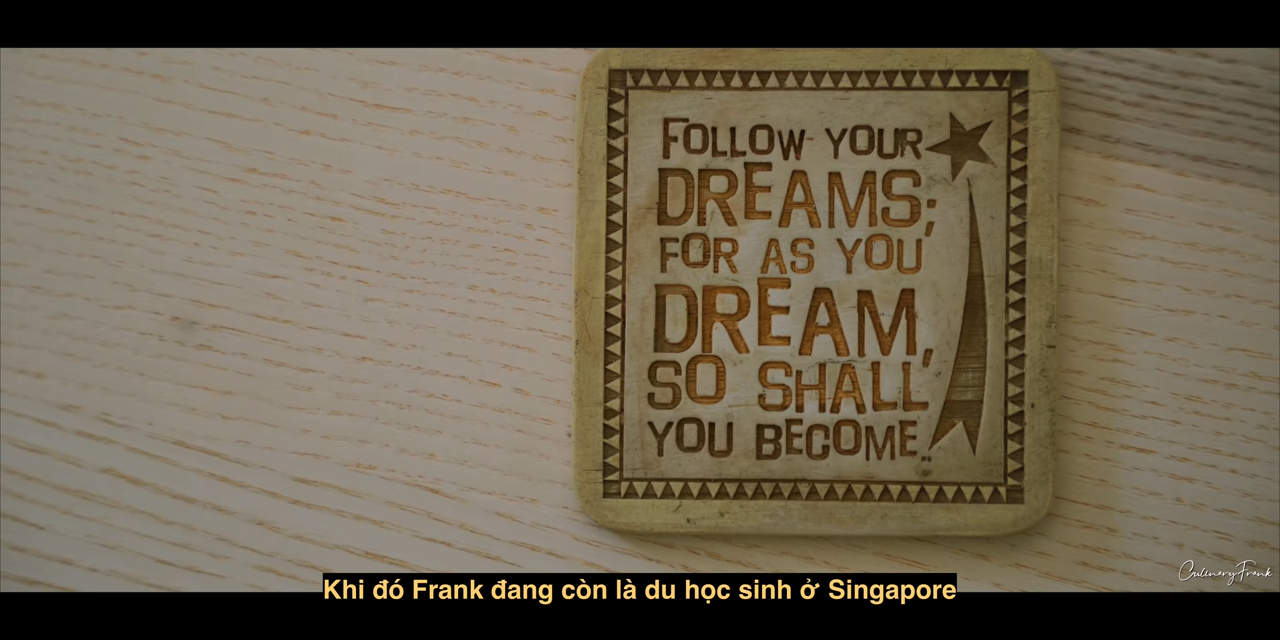 FOLLOW YOUR
DREAMS;
FOR AS YOU
DREAM,
SO SHALL
YOU BECOME.
CulinaryFrank
Khi đó Frank đang còn là du học sinh ở Singapore